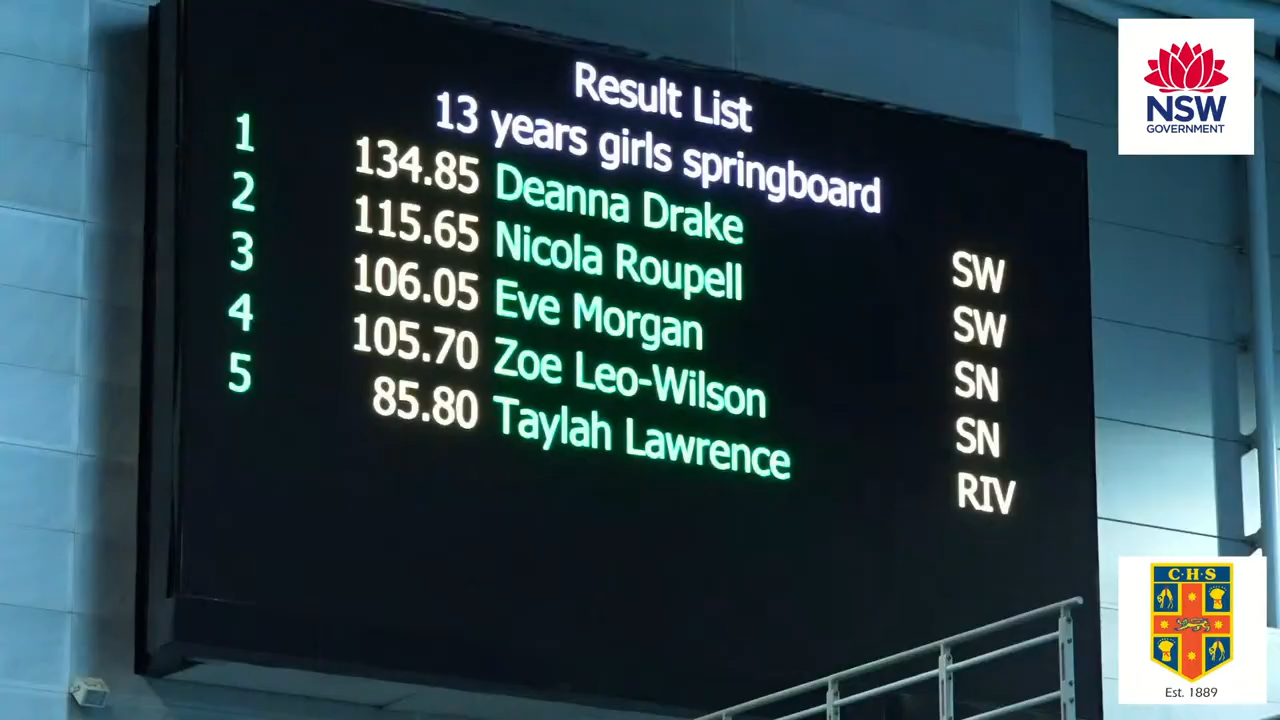 Result List
13 years girls springboard
1 134.85 Deanna Drake SW
2 115.65 Nicola Roupell SW
3 106.05 Eve Morgan SN
4 105.70 Zoe Leo-Wilson SN
5 85.80 Taylah Lawrence RIV
NSW
GOVERNMENT
C·H·S
Est. 1889